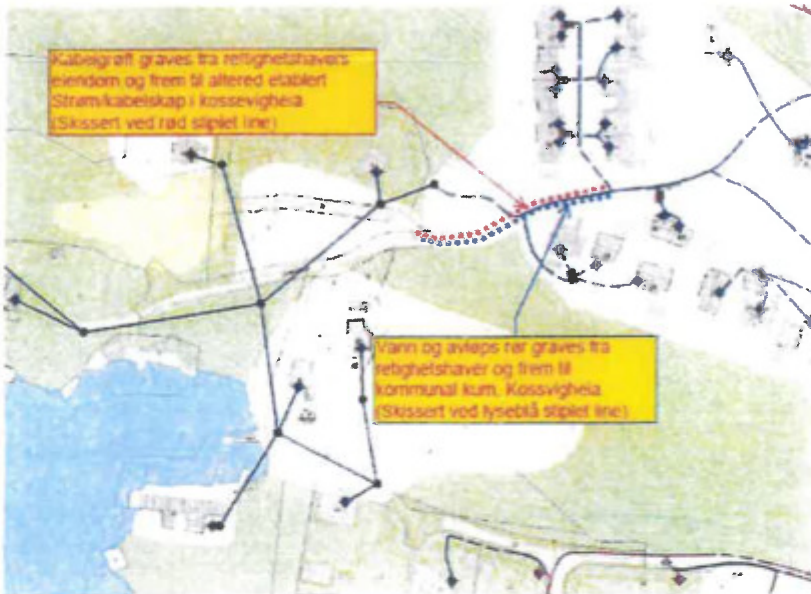 Kabelgrøft graves fra rettighetshavers
eiendom og frem til allered etablert
Strøm/kabelskap i kossevigheia
(Skissert ved rød stiplet line)
Vann og avløps rør graves fra
rettighetshaver og frem til
kommunal kum, Kossvigheia
(Skissert ved lyseblå stiplet line)